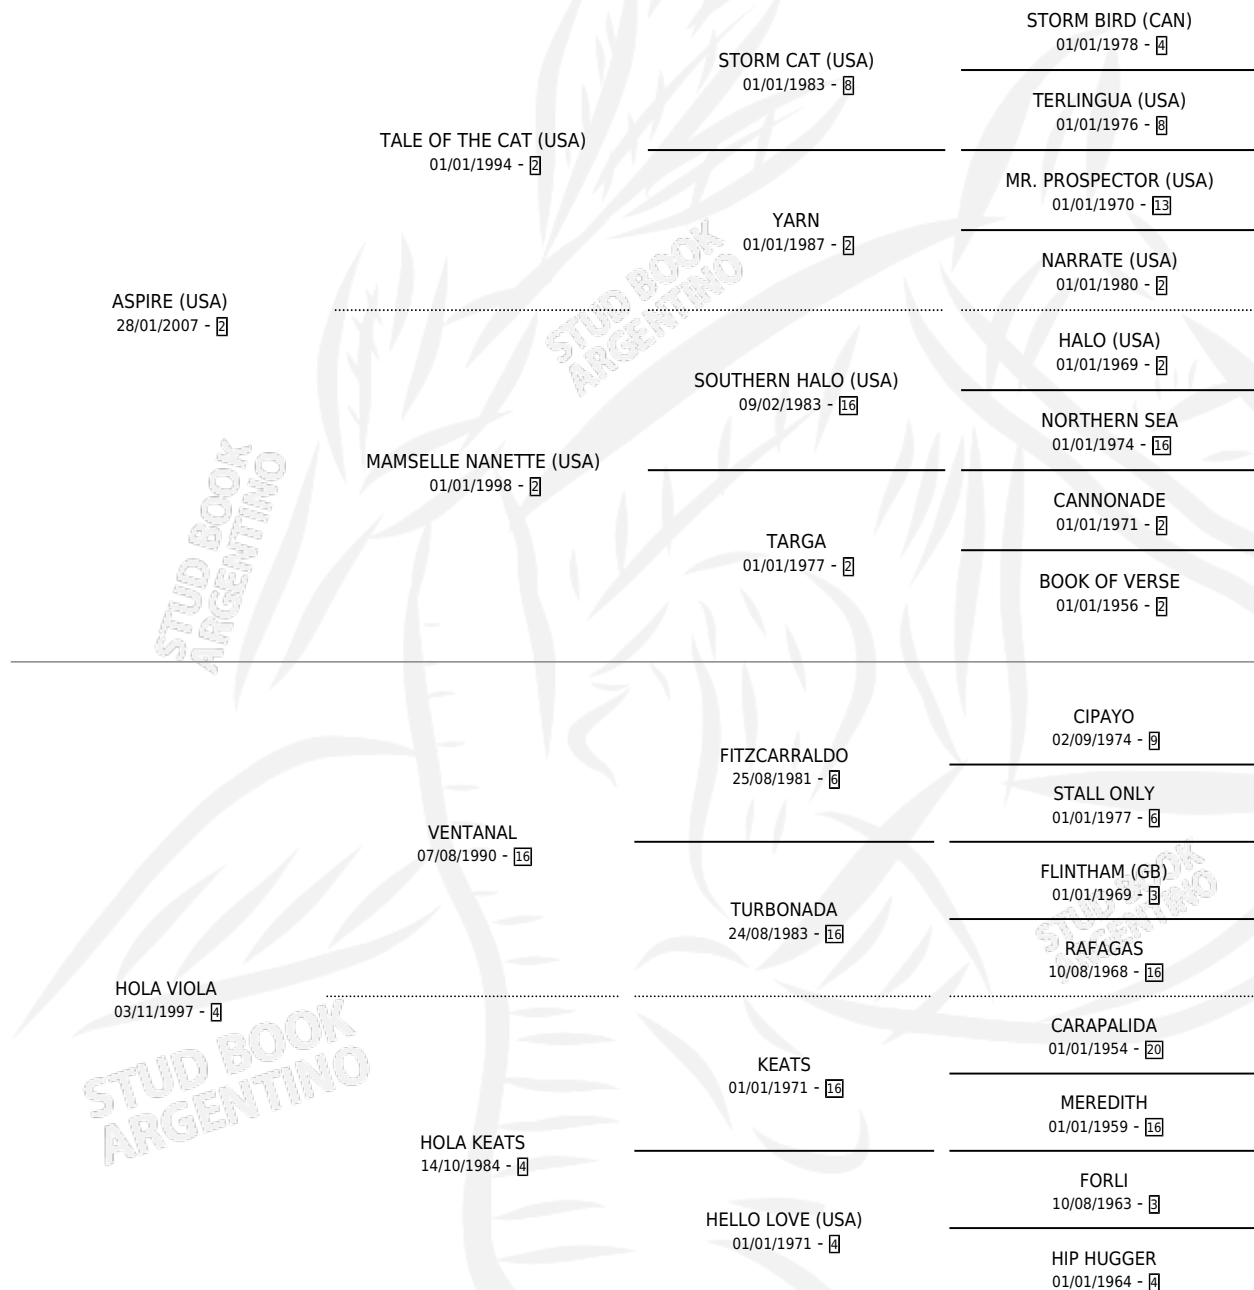 STORM BIRD (CAN)
01/01/1978 - 4
STORM CAT (USA)
01/01/1983 - 8
TERLINGUA (USA)
01/01/1976 - 8
TALE OF THE CAT (USA)
01/01/1994 - 2
MR. PROSPECTOR (USA)
01/01/1970 - 13
YARN
01/01/1987 - 2
NARRATE (USA)
01/01/1980 - 2
ASPIRE (USA)
28/01/2007 - 2
HALO (USA)
01/01/1969 - 2
SOUTHERN HALO (USA)
09/02/1983 - 16
NORTHERN SEA
01/01/1974 - 16
MAMSELLE NANETTE (USA)
01/01/1998 - 2
CANNONADE
01/01/1971 - 2
TARGA
01/01/1977 - 2
BOOK OF VERSE
01/01/1956 - 2
CIPAYO
02/09/1974 - 9
FITZCARRALDO
25/08/1981 - 6
STALL ONLY
01/01/1977 - 6
VENTANAL
07/08/1990 - 16
FLINTHAM (GB)
01/01/1969 - 3
TURBONADA
24/08/1983 - 16
RAFAGAS
10/08/1968 - 16
HOLA VIOLA
03/11/1997 - 4
CARAPALIDA
01/01/1954 - 20
KEATS
01/01/1971 - 16
MEREDITH
01/01/1959 - 16
HOLA KEATS
14/10/1984 - 4
FORLI
10/08/1963 - 3
HELLO LOVE (USA)
01/01/1971 - 4
HIP HUGGER
01/01/1964 - 4
STUD BOOK
ARGENTINO
STUD BOOK
ARGENTINO
STUD BOOK
ARGENTINO
STUD BOOK
ARGENTINO